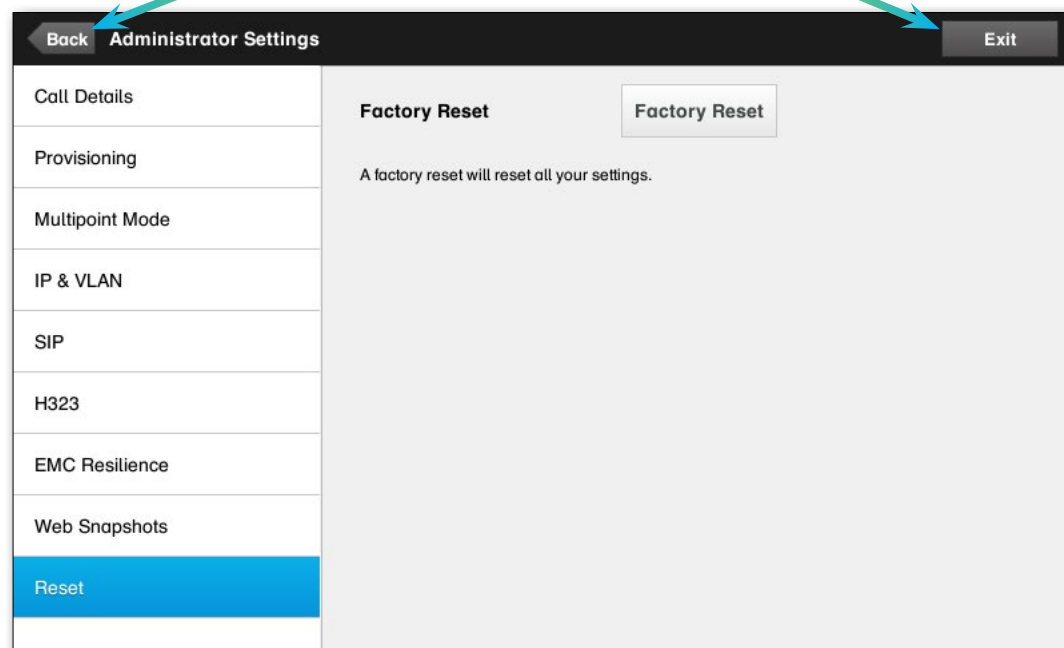 Back Administrator Settings Exit
Call Details
Factory Reset Factory Reset
Provisioning
A factory reset will reset all your settings.
Multipoint Mode
IP & VLAN
SIP
H323
EMC Resilience
Web Snapshots
Reset